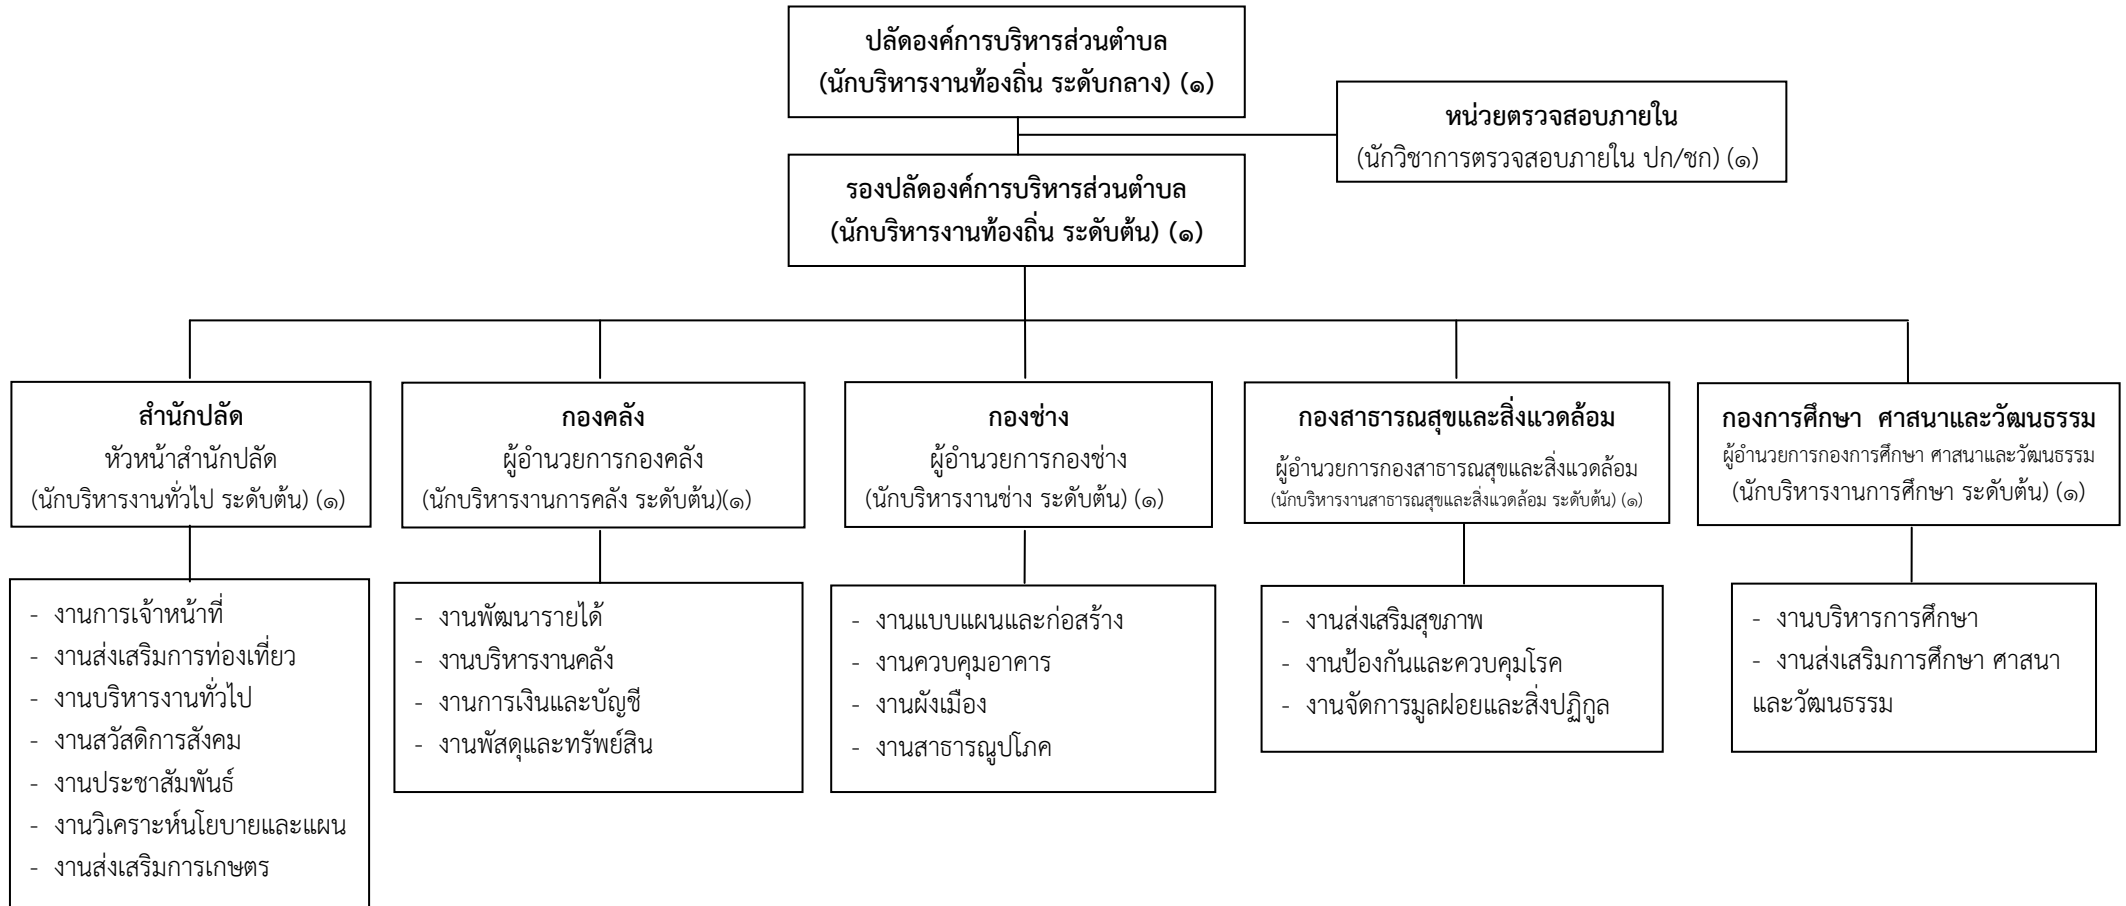 ปลัดองค์การบริหารส่วนตำบล
(นักบริหารงานท้องถิ่น ระดับกลาง) (๑)
หน่วยตรวจสอบภายใน
(นักวิชาการตรวจสอบภายใน ปก/ชก) (๑)
รองปลัดองค์การบริหารส่วนตำบล
(นักบริหารงานท้องถิ่น ระดับต้น) (๑)
สำนักปลัด
หัวหน้าสำนักปลัด
(นักบริหารงานทั่วไป ระดับต้น) (๑)
กองคลัง
ผู้อำนวยการกองคลัง
(นักบริหารงานการคลัง ระดับต้น)(๑)
กองช่าง
ผู้อำนวยการกองช่าง
(นักบริหารงานช่าง ระดับต้น) (๑)
กองสาธารณสุขและสิ่งแวดล้อม
ผู้อำนวยการกองสาธารณสุขและสิ่งแวดล้อม
(นักบริหารงานสาธารณสุขและสิ่งแวดล้อม ระดับต้น) (๑)
กองการศึกษา ศาสนาและวัฒนธรรม
ผู้อำนวยการกองการศึกษา ศาสนาและวัฒนธรรม
(นักบริหารงานการศึกษา ระดับต้น) (๑)
- งานการเจ้าหน้าที่
- งานส่งเสริมการท่องเที่ยว
- งานบริหารงานทั่วไป
- งานสวัสดิการสังคม
- งานประชาสัมพันธ์
- งานวิเคราะห์นโยบายและแผน
- งานส่งเสริมการเกษตร
- งานพัฒนารายได้
- งานบริหารงานคลัง
- งานการเงินและบัญชี
- งานพัสดุและทรัพย์สิน
- งานแบบแผนและก่อสร้าง
- งานควบคุมอาคาร
- งานผังเมือง
- งานสาธารณูปโภค
- งานส่งเสริมสุขภาพ
- งานป้องกันและควบคุมโรค
- งานจัดการมูลฝอยและสิ่งปฏิกูล
- งานบริหารการศึกษา
- งานส่งเสริมการศึกษา ศาสนา
และวัฒนธรรม